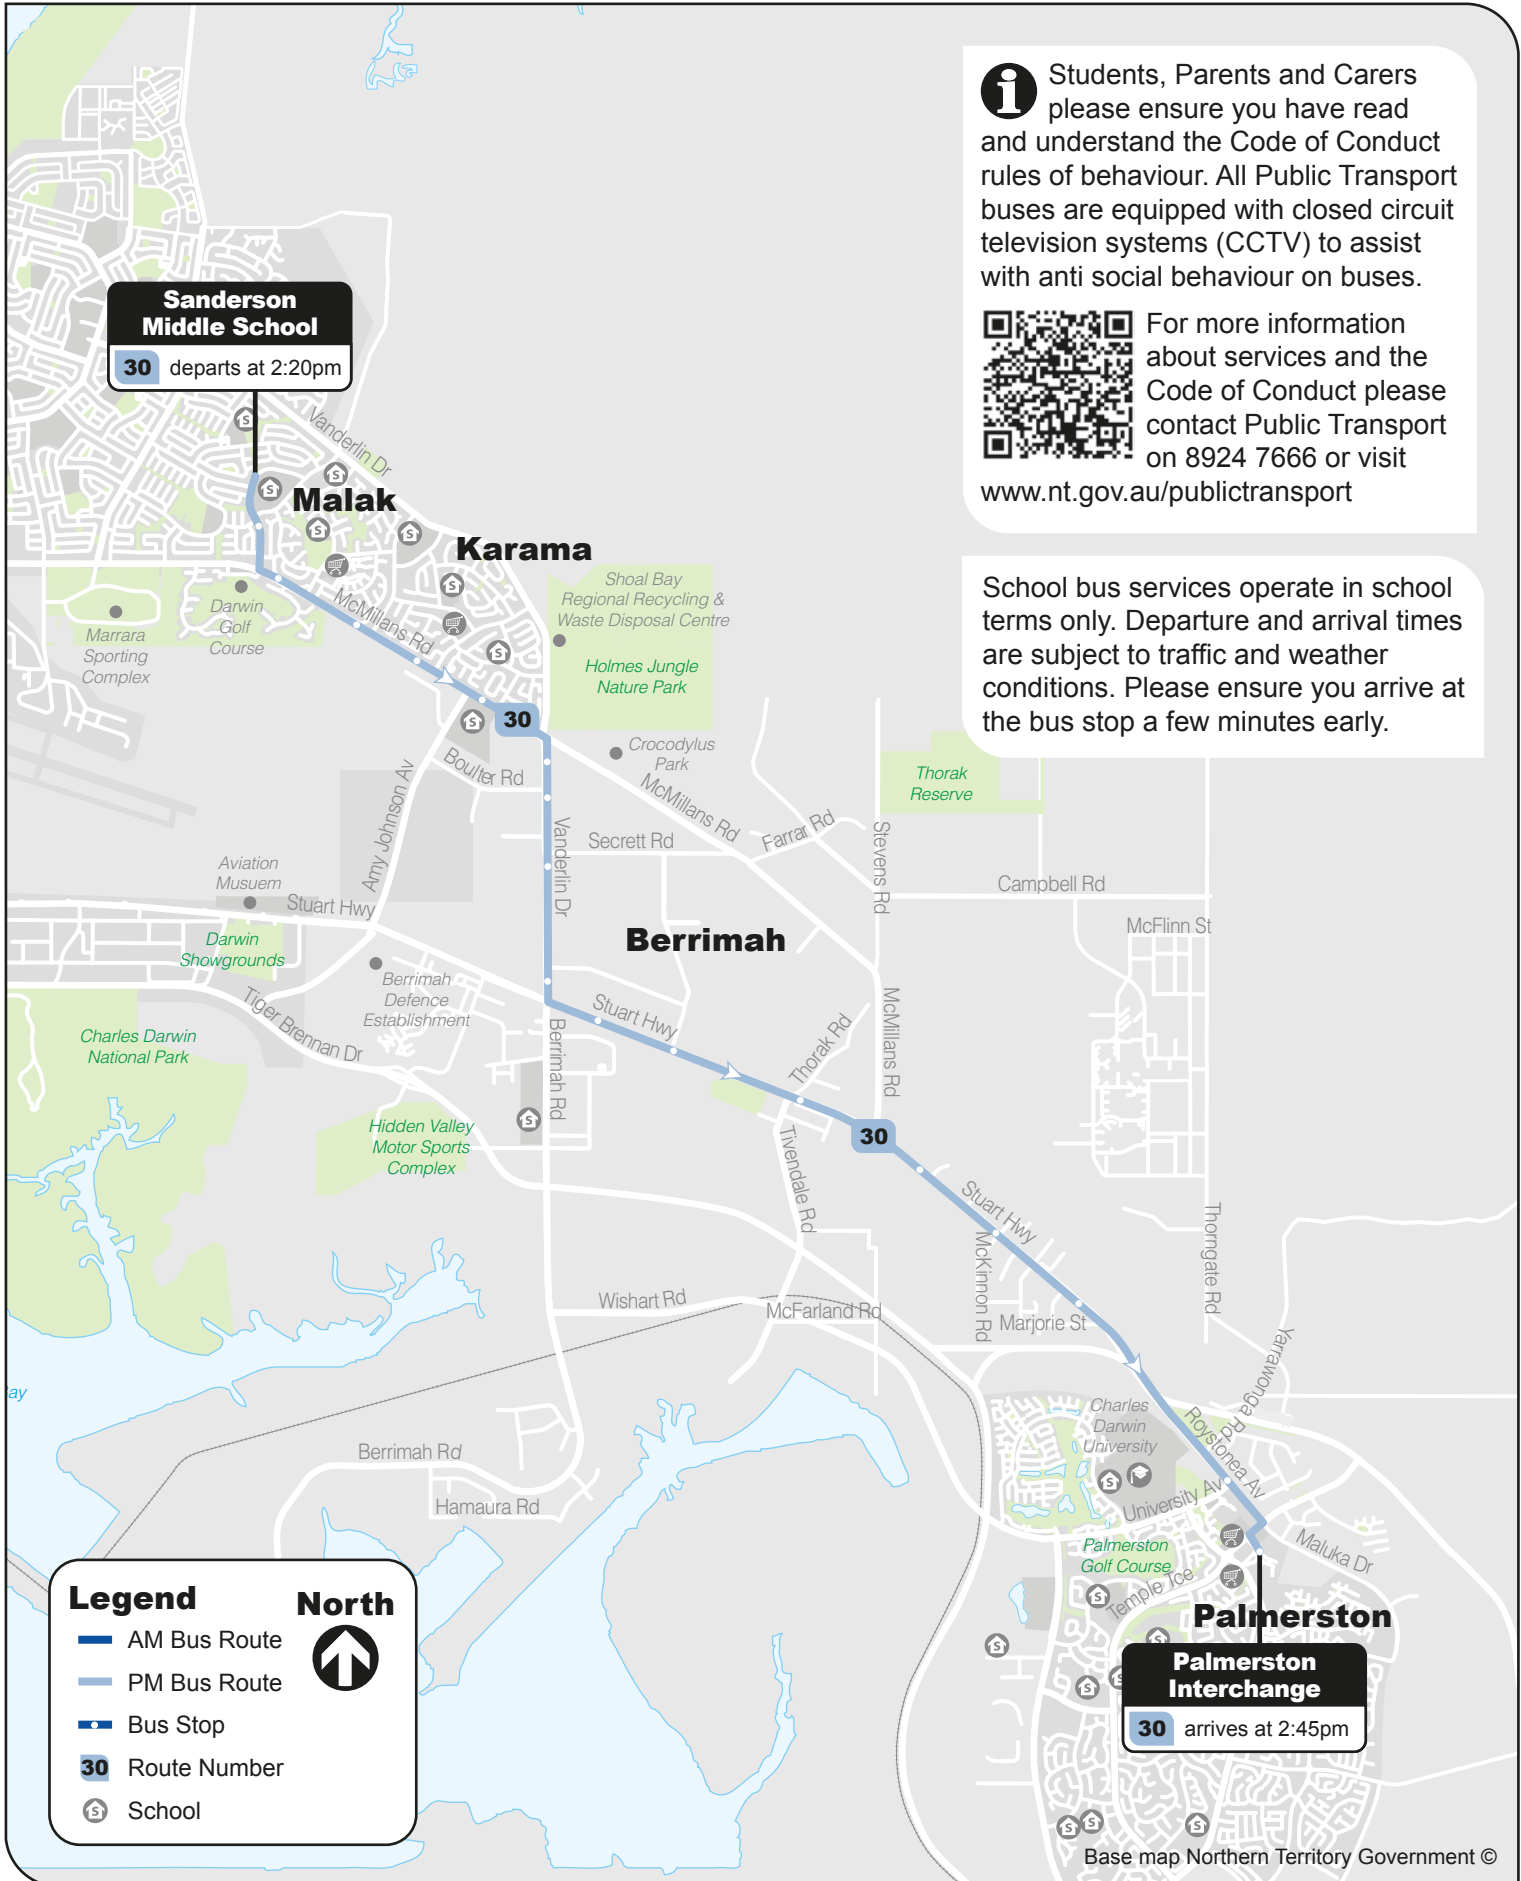 Students, Parents and Carers
please ensure you have read
and understand the Code of Conduct
rules of behaviour. All Public Transport
buses are equipped with closed circuit
television systems (CCTV) to assist
with anti social behaviour on buses.
For more information
about services and the
Code of Conduct please
contact Public Transport
on 8924 7666 or visit
www.nt.gov.au/publictransport
School bus services operate in school
terms only. Departure and arrival times
are subject to traffic and weather
conditions. Please ensure you arrive at
the bus stop a few minutes early.
Sanderson
Middle School
30 departs at 2:20pm
Vanderlin Dr
Malak
Karama
Shoal Bay
Regional Recycling &
Waste Disposal Centre
Holmes Jungle
Nature Park
McMillans Rd
Darwin
Golf
Course
Marrara
Sporting
Complex
30
Crocodylus
Park
Boulter Rd
McMillans Rd
Thorak
Reserve
Amy Johnson Av
Vanderlin Dr
Secrett Rd
Farrar Rd
Stevens Rd
Campbell Rd
McFlinn St
Aviation
Musuem
Stuart Hwy
Darwin
Showgrounds
Berrimah
Berrimah
Defence
Establishment
Tiger Brennan Dr
Charles Darwin
National Park
Stuart Hwy
Berrimah Rd
Thorak Rd
McMillans Rd
Hidden Valley
Motor Sports
Complex
30
Tivendale Rd
Stuart Hwy
McKinnon Rd
Thorngate Rd
Wishart Rd
McFarland Rd
Marjorie St
Yarrawonga Rd
ay
Charles
Darwin
University
Roystonea Av
Berrimah Rd
Hamaura Rd
University Av
Palmerston
Golf Course
Maluka Dr
Temple Tce
Palmerston
Palmerston
Interchange
30 arrives at 2:45pm
Legend
North
AM Bus Route
PM Bus Route
Bus Stop
30 Route Number
S School
Base map Northern Territory Government ©